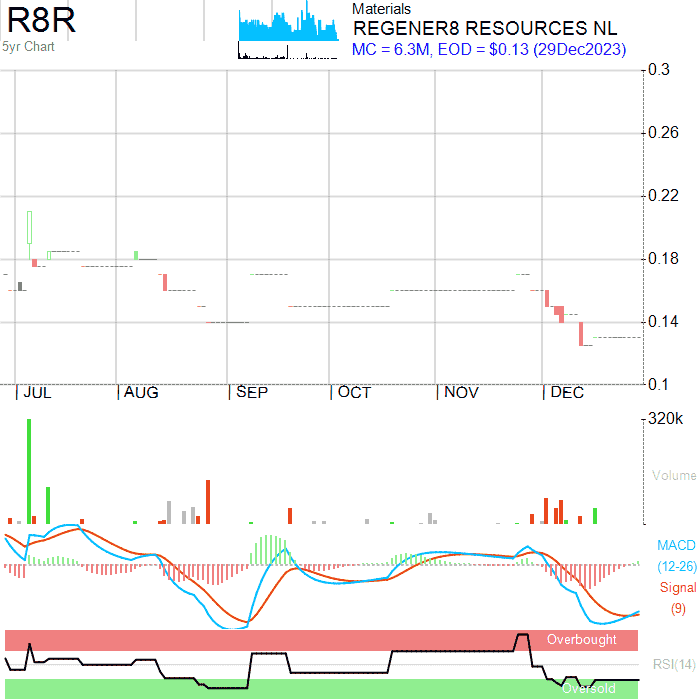 R8R
5yr Chart
Materials
REGENER8 RESOURCES NL
MC = 6.3M, EOD = $0.13 (29Dec2023)
0.3
0.26
0.22
0.18
0.14
0.1
JUL AUG SEP OCT NOV DEC
320k
Volume
MACD
(12-26)
Signal
(9)
Overbought
RSI(14)
Oversold